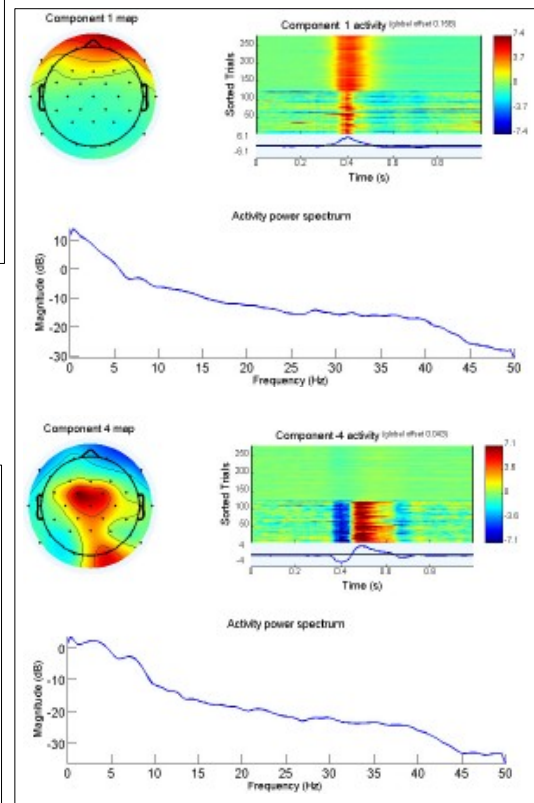 Component 1 map
Component 1 activity (global offset 0.168)
Sorted Trials
250
200
150
100
50
7.4
3.7
0
-3.7
-7.4
6.1
-6.1
0 0.2 0.4 0.6 0.8
Time (s)
Activity power spectrum
Magnitude (dB)
10
0
-10
-20
-30
0 5 10 15 20 25 30 35 40 45 50
Frequency (Hz)
Component 4 map
Component 4 activity (global offset 0.043)
Sorted Trials
250
200
150
100
50
7.1
3.6
0
-3.6
-7.1
4
-4
0 0.2 0.4 0.6 0.8
Time (s)
Activity power spectrum
Magnitude (dB)
0
-10
-20
-30
0 5 10 15 20 25 30 35 40 45 50
Frequency (Hz)